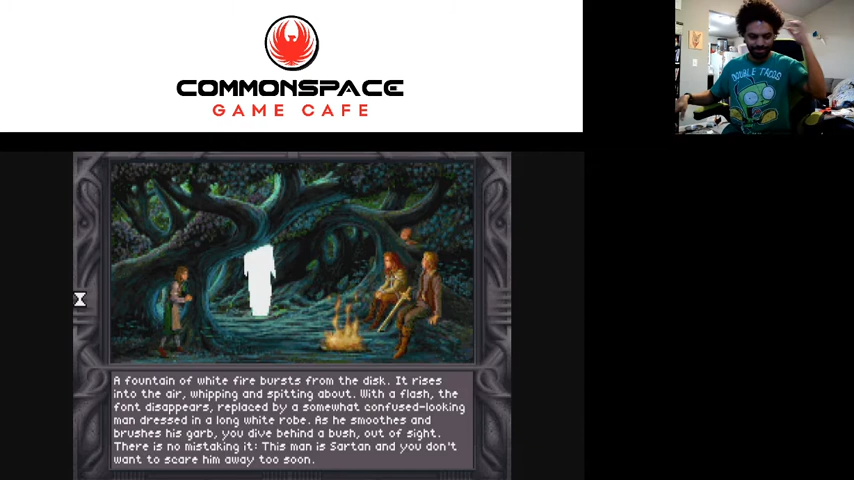 COMMONSPACE
GAME CAFE
DOUBLE TACOS
A fountain of white fire bursts from the disk. It rises
into the air, whipping and spitting about. With a flash, the
font disappears, replaced by a somewhat confused-looking
man dressed in a long white robe. As he smoothes and
brushes his garb, you dive behind a bush, out of sight.
There is no mistaking it: This man is Sartan and you don't
want to scare him away too soon.